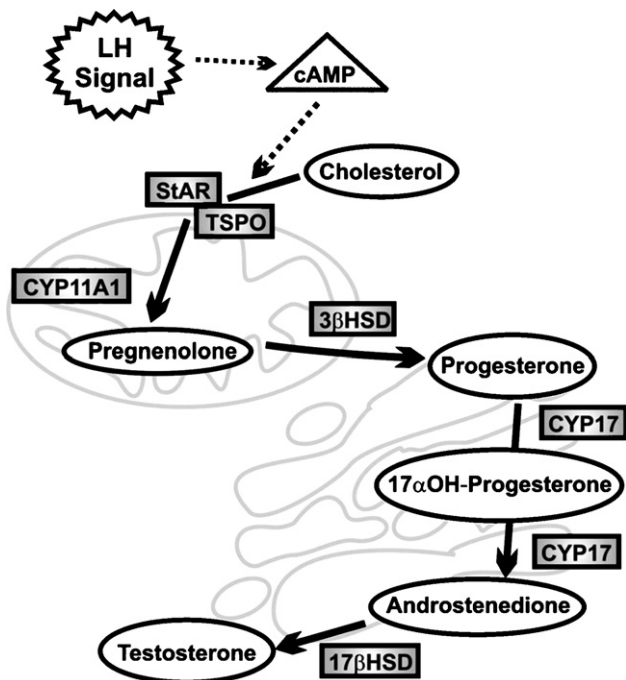 LH
Signal
cAMP
Cholesterol
StAR
TSPO
CYP11A1
3βHSD
Pregnenolone
Progesterone
CYP17
17αOH-Progesterone
CYP17
Androstenedione
Testosterone
17βHSD